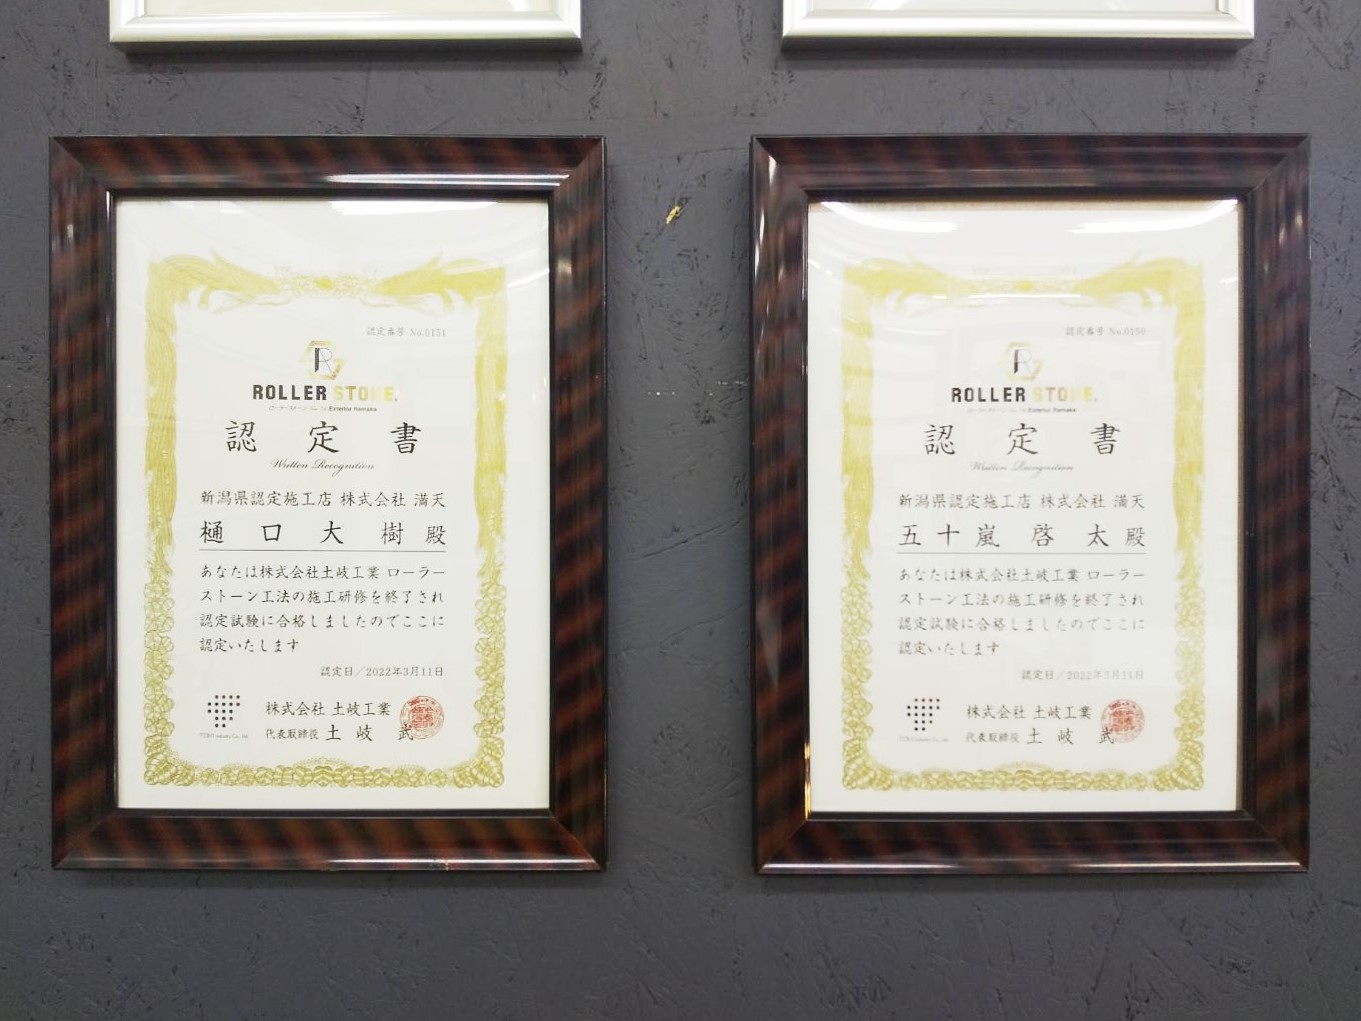 認定番号 No.0151
ROLLER STONE
Exterior Remake
認定書
Written Recognition
新潟県認定施工店 株式会社 満天
樋口大樹 殿
あなたは株式会社土岐工業 ローラー
ストーン工法の施工研修を終了され
認定試験に合格しましたのでここに
認定いたします
認定日／2022年3月11日
株式会社 土岐工業
代表取締役 土岐 武
認定番号 No.0150
ROLLER STONE
Exterior Remake
認定書
Written Recognition
新潟県認定施工店 株式会社 満天
五十嵐 啓太 殿
あなたは株式会社土岐工業 ローラー
ストーン工法の施工研修を終了され
認定試験に合格しましたのでここに
認定いたします
認定日／2022年3月11日
株式会社 土岐工業
代表取締役 土岐 武